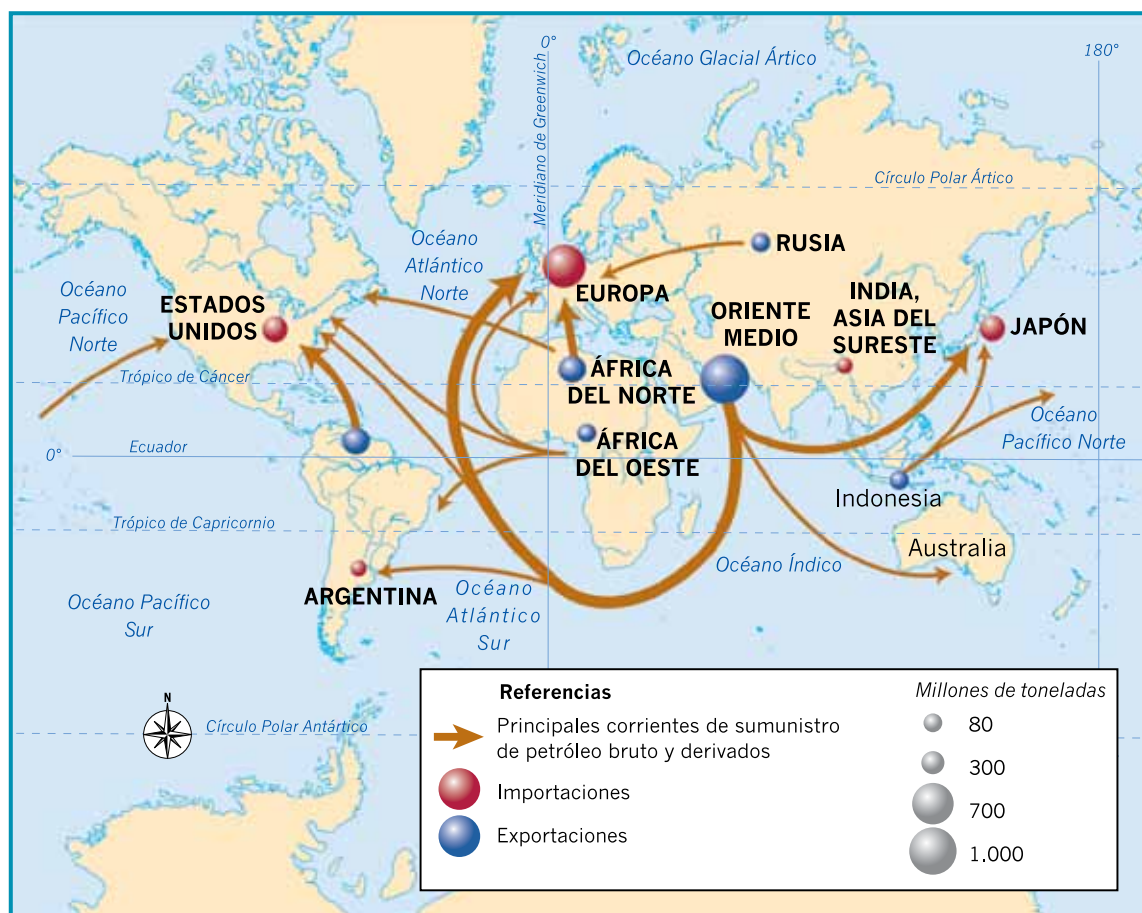 0°
180°
Océano Glacial Ártico
Meridiano de Greenwich
Círculo Polar Ártico
Océano
Atlántico
Norte
RUSIA
Océano
Pacífico
Norte
ESTADOS
UNIDOS
EUROPA
ORIENTE
MEDIO
INDIA,
ASIA DEL
SURESTE
JAPÓN
Trópico de Cáncer
ÁFRICA
DEL NORTE
Océano
Pacífico Norte
0°
Ecuador
ÁFRICA
DEL OESTE
Indonesia
Trópico de Capricornio
Australia
Océano Índico
ARGENTINA
Océano
Atlántico
Sur
Océano Pacífico
Sur
N
Círculo Polar Antártico
Referencias
Principales corrientes de sumunistro
de petróleo bruto y derivados
Importaciones
Exportaciones
Millones de toneladas
80
300
700
1.000